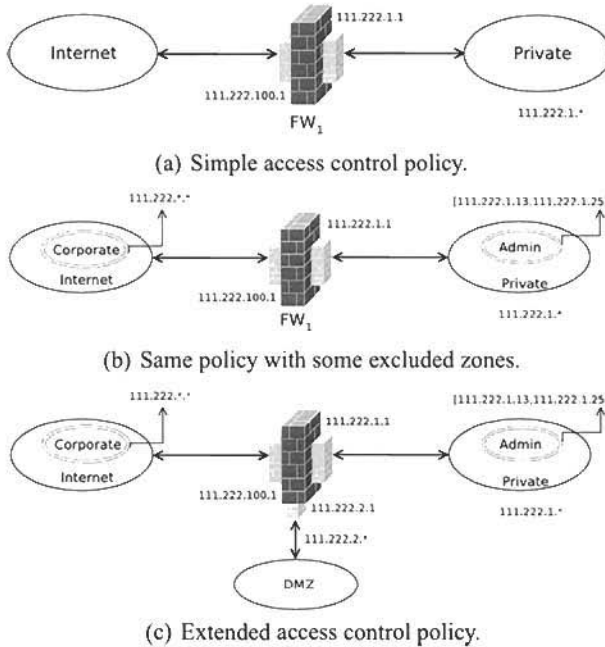 111.222.1.1
Internet
Private
111.222.100.1
FW1
111.222.1.*
(a) Simple access control policy.
111.222.*.*
[111.222.1.13,111.222.1.25
111.222.1.1
Corporate
Admin
Internet
Private
111.222.100.1
FW1
111.222.1.*
(b) Same policy with some excluded zones.
111.222.*.*
[111.222.1.13,111.222.1.25
111.222.1.1
Corporate
Admin
Internet
Private
111.222.100.1
111.222.2.1
111.222.1.*
111.222.2.*
DMZ
(c) Extended access control policy.